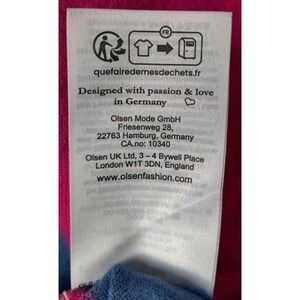 FR
quefairedemesdechets.fr
Designed with passion & love
in Germany
Olsen Mode GmbH
Friesenweg 28,
22763 Hamburg, Germany
CA.no: 10340
Olsen UK Ltd, 3 – 4 Bywell Place
London W1T 3DN, England
www.olsenfashion.com